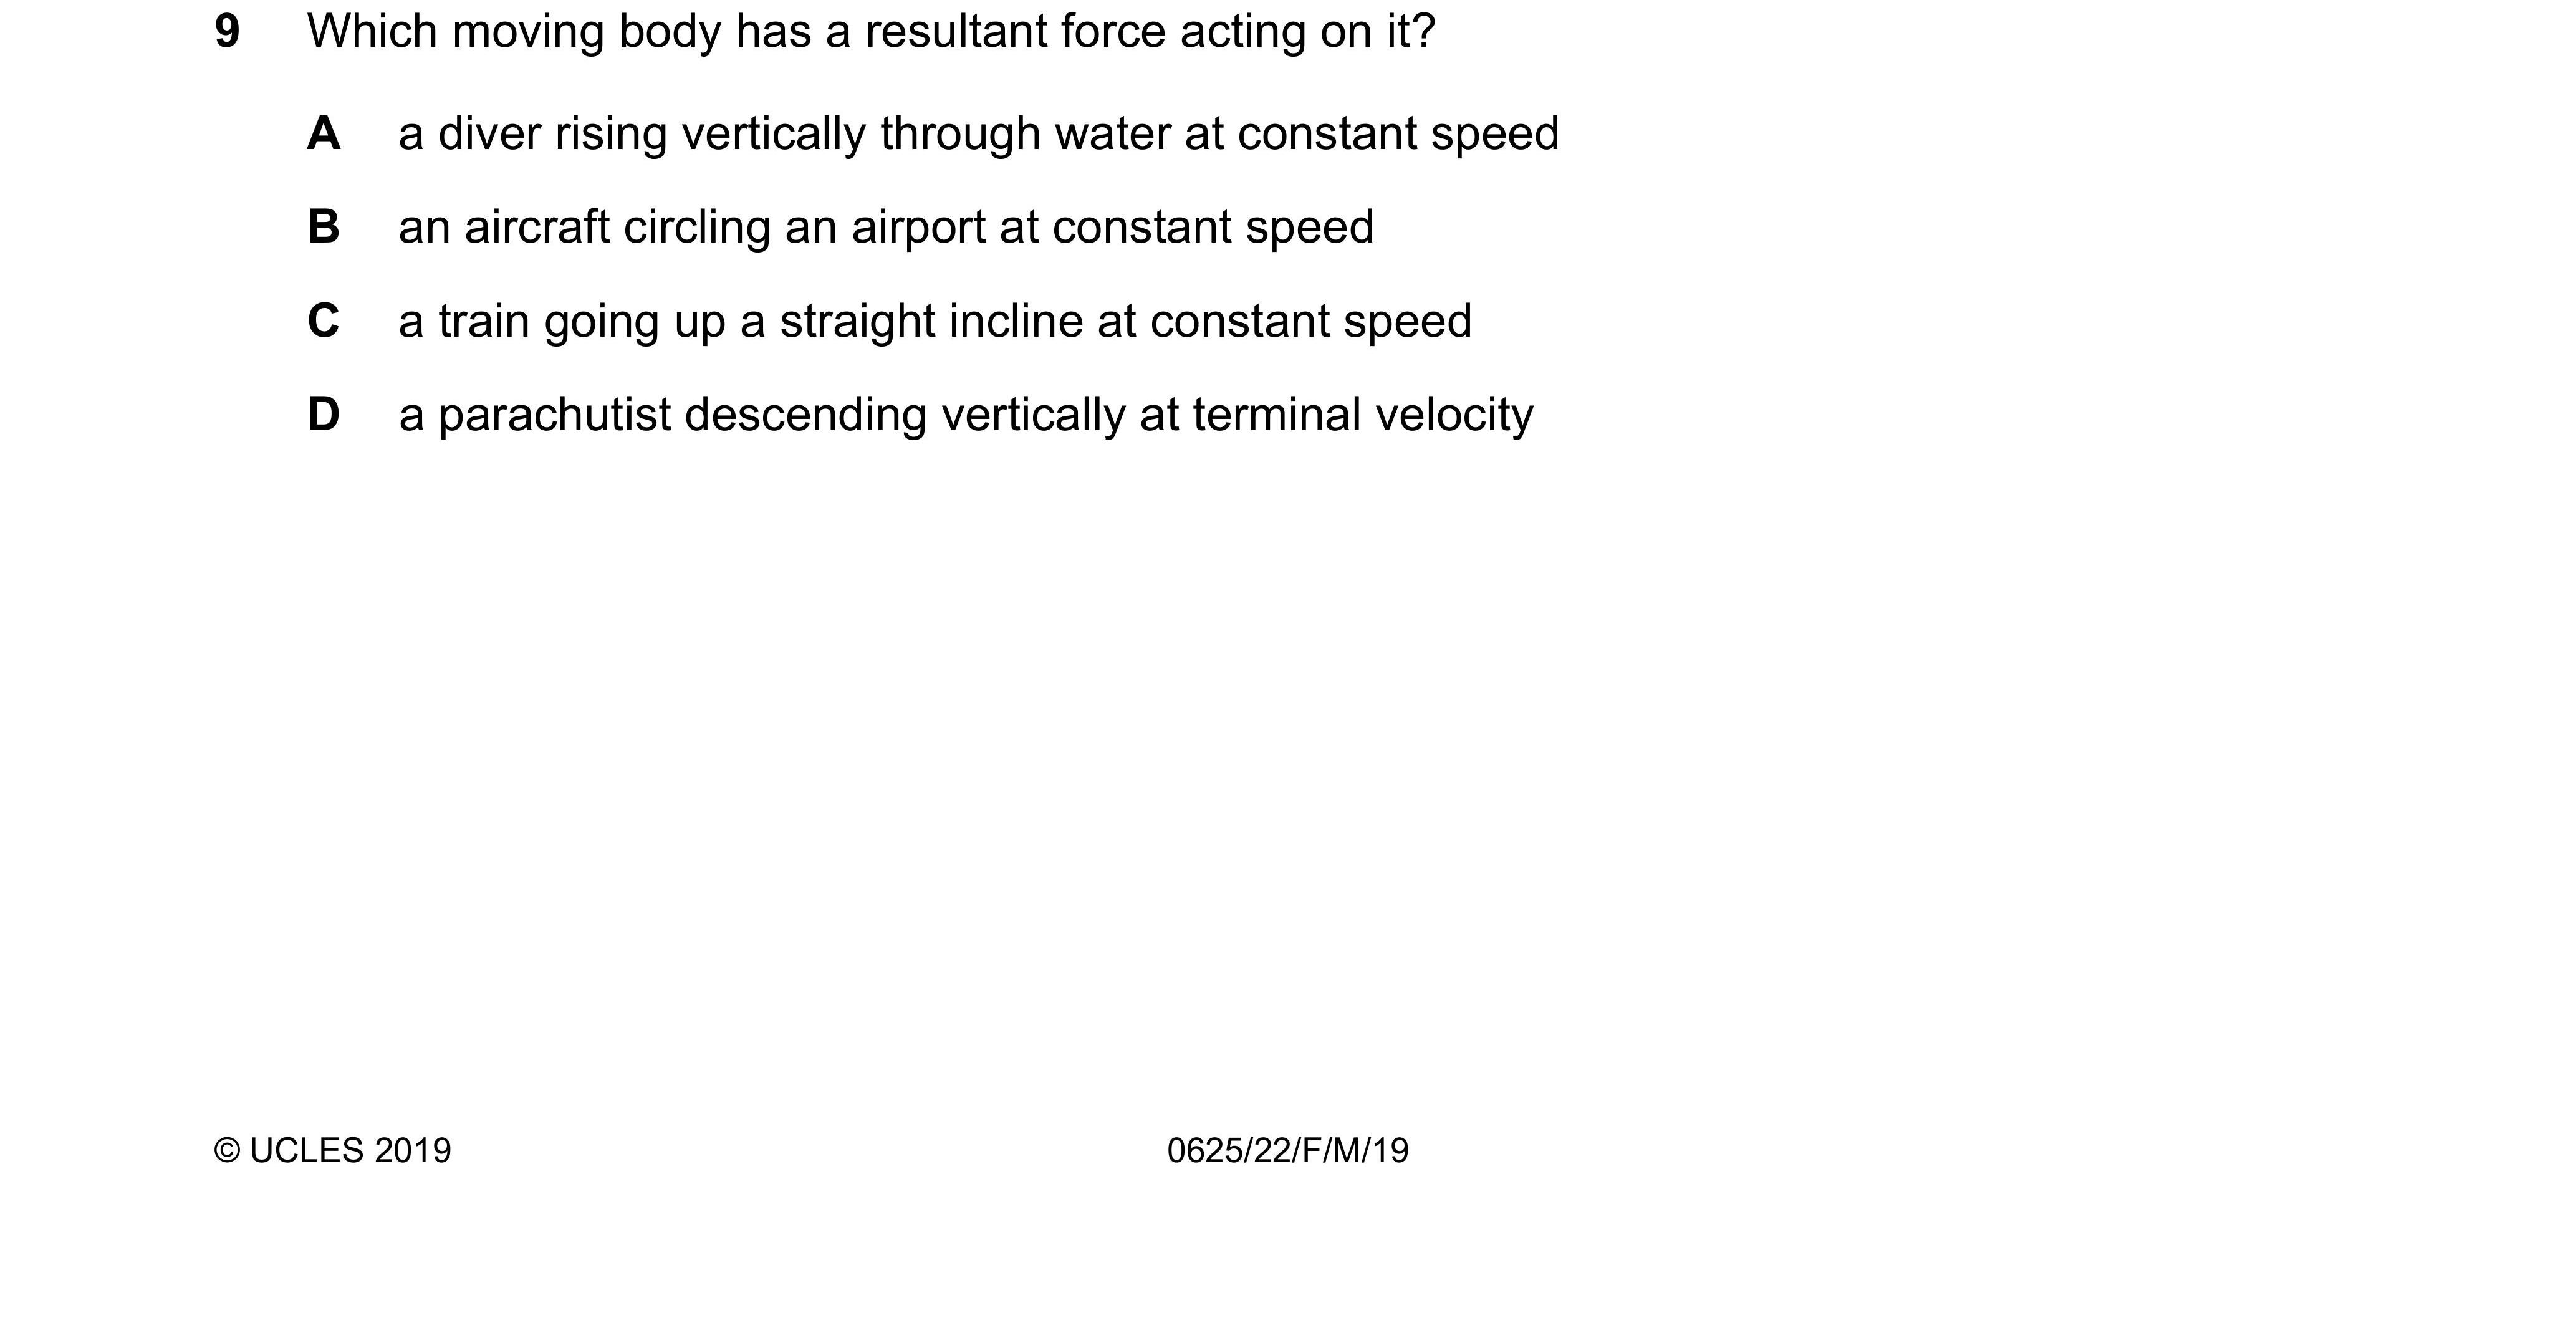 9 Which moving body has a resultant force acting on it?
A a diver rising vertically through water at constant speed
B an aircraft circling an airport at constant speed
C a train going up a straight incline at constant speed
D a parachutist descending vertically at terminal velocity
© UCLES 2019 0625/22/F/M/19